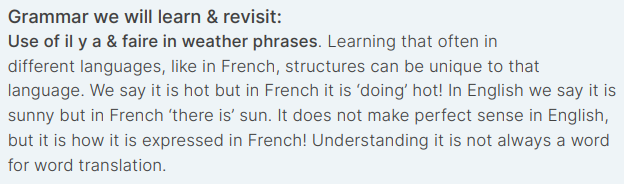 Grammar we will learn & revisit:
Use of il y a & faire in weather phrases. Learning that often in
different languages, like in French, structures can be unique to that
language. We say it is hot but in French it is ‘doing’ hot! In English we say it is
sunny but in French ‘there is’ sun. It does not make perfect sense in English,
but it is how it is expressed in French! Understanding it is not always a word
for word translation.